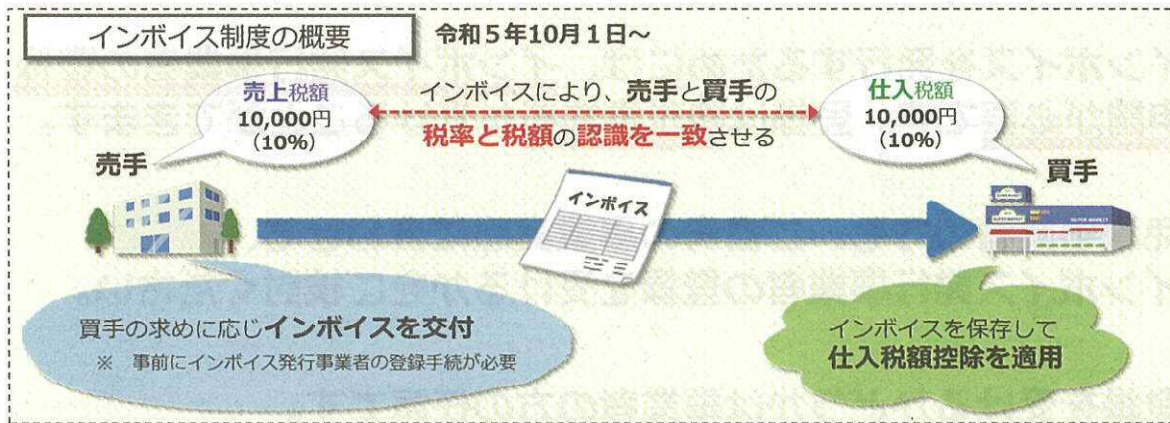 インボイス制度の概要
令和5年10月1日～
売上税額
10,000円
(10%)
インボイスにより、売手と買手の
税率と税額の認識を一致させる
仕入税額
10,000円
(10%)
売手
買手
インボイス
買手の求めに応じインボイスを交付
※ 事前にインボイス発行事業者の登録手続が必要
インボイスを保存して
仕入税額控除を適用